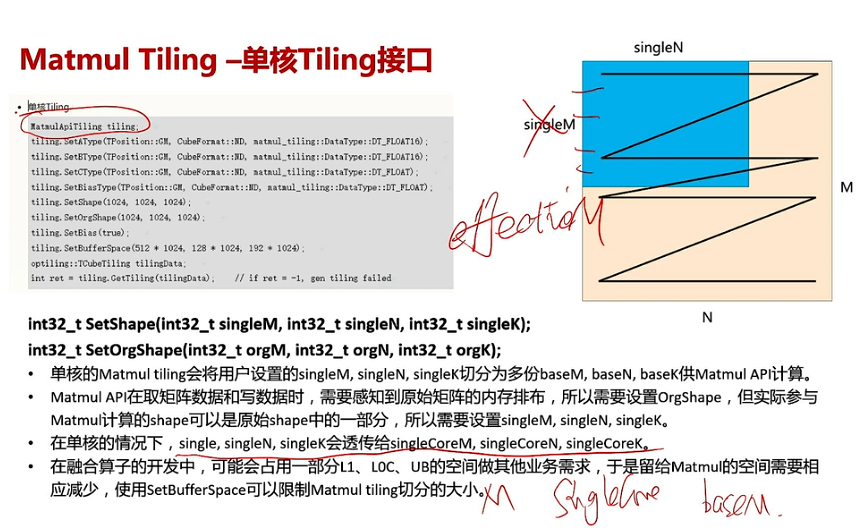 Matmul Tiling –单核Tiling接口
• 单核Tiling
MatmulApiTiling tiling;
tiling.SetAType(TPosition::GM, CubeFormat::ND, matmul_tiling::DataType::DT_FLOAT16);
tiling.SetBType(TPosition::GM, CubeFormat::ND, matmul_tiling::DataType::DT_FLOAT16);
tiling.SetCType(TPosition::GM, CubeFormat::ND, matmul_tiling::DataType::DT_FLOAT);
tiling.SetBiasType(TPosition::GM, CubeFormat::ND, matmul_tiling::DataType::DT_FLOAT);
tiling.SetShape(1024, 1024, 1024);
tiling.SetOrgShape(1024, 1024, 1024);
tiling.SetBias(true);
tiling.SetBufferSpace(512 * 1024, 128 * 1024, 192 * 1024);
optiling::TCubeTiling tilingData;
int ret = tiling.GetTiling(tilingData); // if ret = -1, gen tiling failed
singleN
singleM
M
N
int32_t SetShape(int32_t singleM, int32_t singleN, int32_t singleK);
int32_t SetOrgShape(int32_t orgM, int32_t orgN, int32_t orgK);
• 单核的Matmul tiling会将用户设置的singleM, singleN, singleK切分为多份baseM, baseN, baseK供Matmul API计算。
• Matmul API在取矩阵数据和写数据时，需要感知到原始矩阵的内存排布，所以需要设置OrgShape，但实际参与
Matmul计算的shape可以是原始shape中的一部分，所以需要设置singleM, singleN, singleK。
• 在单核的情况下，single, singleN, singleK会透传给singleCoreM, singleCoreN, singleCoreK。
• 在融合算子的开发中，可能会占用一部分L1、L0C、UB的空间做其他业务需求，于是留给Matmul的空间需要相
应减少，使用SetBufferSpace可以限制Matmul tiling切分的大小。
M singleCore baseM.